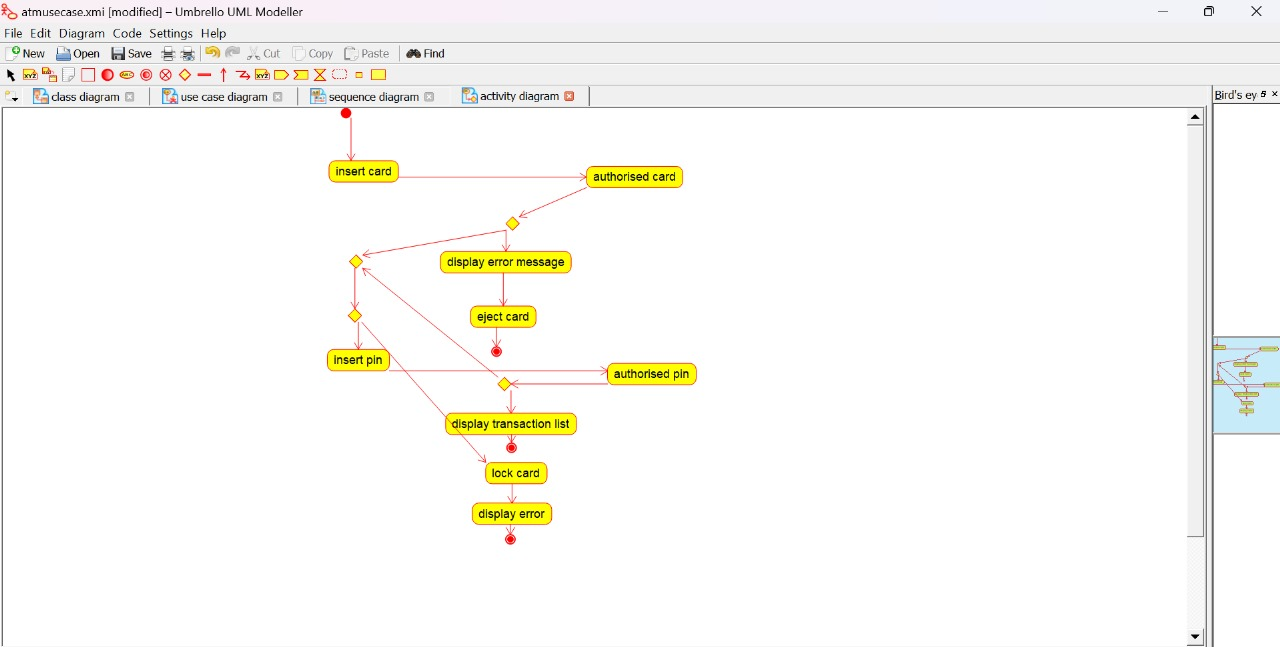 atmusecase.xmi [modified] – Umbrello UML Modeller
File Edit Diagram Code Settings Help
New Open Save Cut Copy Paste Find
class diagram use case diagram sequence diagram activity diagram
Bird's ey
insert card
authorised card
display error message
eject card
insert pin
authorised pin
display transaction list
lock card
display error